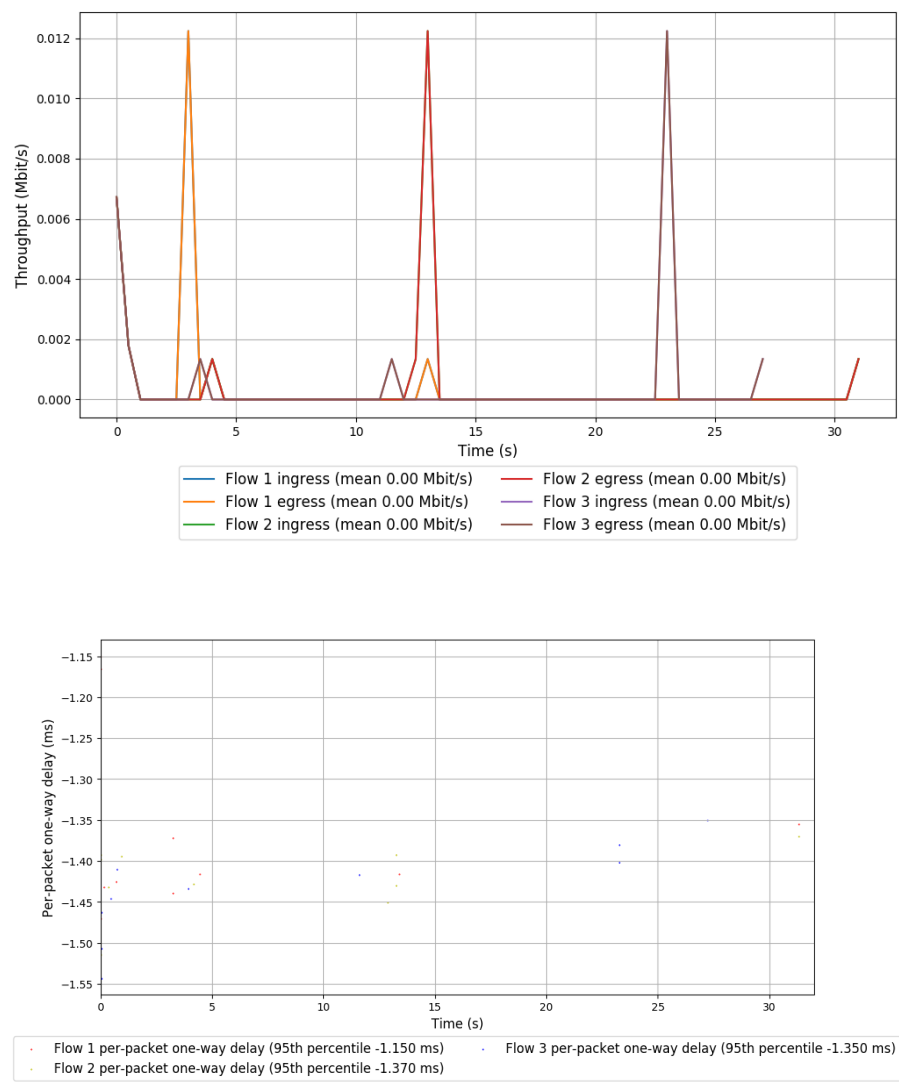 0.012
0.010
0.008
0.006
0.004
0.002
0.000
Throughput (Mbit/s)
0 5 10 15 20 25 30
Time (s)
Flow 1 ingress (mean 0.00 Mbit/s) Flow 2 egress (mean 0.00 Mbit/s)
Flow 1 egress (mean 0.00 Mbit/s) Flow 3 ingress (mean 0.00 Mbit/s)
Flow 2 ingress (mean 0.00 Mbit/s) Flow 3 egress (mean 0.00 Mbit/s)
−1.15
−1.20
−1.25
−1.30
−1.35
−1.40
−1.45
−1.50
−1.55
Per-packet one-way delay (ms)
0 5 10 15 20 25 30
Time (s)
Flow 1 per-packet one-way delay (95th percentile -1.150 ms) Flow 3 per-packet one-way delay (95th percentile -1.350 ms)
Flow 2 per-packet one-way delay (95th percentile -1.370 ms)